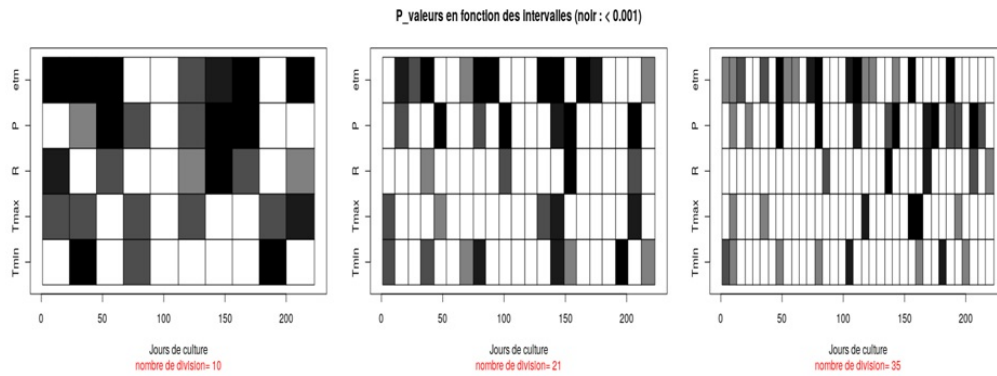 P_valeurs en fonction des intervalles (noir : < 0.001)
etm
P
R
Tmax
Tmin
0 50 100 150 200
Jours de culture
nombre de division= 10
etm
P
R
Tmax
Tmin
0 50 100 150 200
Jours de culture
nombre de division= 21
etm
P
R
Tmax
Tmin
0 50 100 150 200
Jours de culture
nombre de division= 35